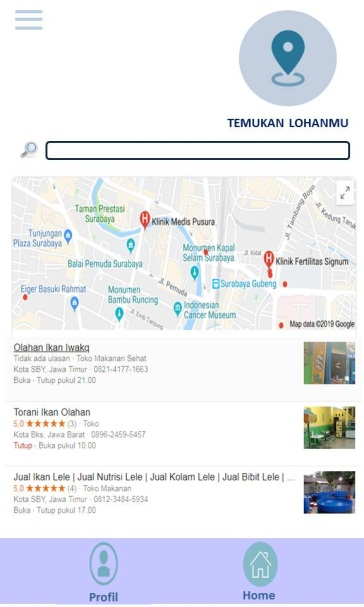 TEMUKAN LOHANMU
Taman Prestasi
Surabaya
Klinik Medis Pusura
Tunjungan
Plaza Surabaya
Monumen Kapal
Selam Surabaya
Jl. Tambang Boyo
Balai Pemuda Surabaya
Klinik Fertilitas Signum
Surabaya Gubeng
Eiger Basuki Rahmat
Monumen
Bambu Runcing
Indonesian
Cancer Museum
Map data ©2019 Google
Olahan Ikan Iwakq
Tidak ada ulasan · Toko Makanan Sehat
Kota SBY, Jawa Timur · 0821-4177-1663
Buka · Tutup pukul 21.00
Torani Ikan Olahan
5,0 ★★★★★ (3) · Toko
Kota Bks, Jawa Barat · 0896-2459-5457
Tutup · Buka pukul 10.00
Jual Ikan Lele | Jual Nutrisi Lele | Jual Kolam Lele | Jual Bibit Lele | ...
5,0 ★★★★★ (4) · Toko Makanan
Kota SBY, Jawa Timur · 0812-3484-5934
Buka · Tutup pukul 17.00
Profil
Home